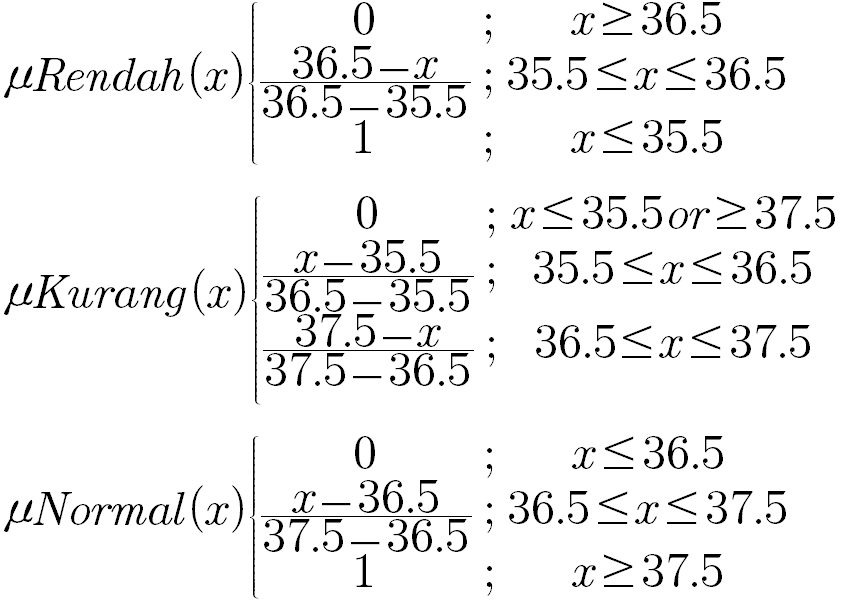 0 ; x ≥ 36.5
μRendah(x) { 36.5−x / 36.5−35.5 ; 35.5 ≤ x ≤ 36.5
1 ; x ≤ 35.5
0 ; x ≤ 35.5 or ≥ 37.5
μKurang(x) { x−35.5 / 36.5−35.5 ; 35.5 ≤ x ≤ 36.5
37.5−x / 37.5−36.5 ; 36.5 ≤ x ≤ 37.5
0 ; x ≤ 36.5
μNormal(x) { x−36.5 / 37.5−36.5 ; 36.5 ≤ x ≤ 37.5
1 ; x ≥ 37.5